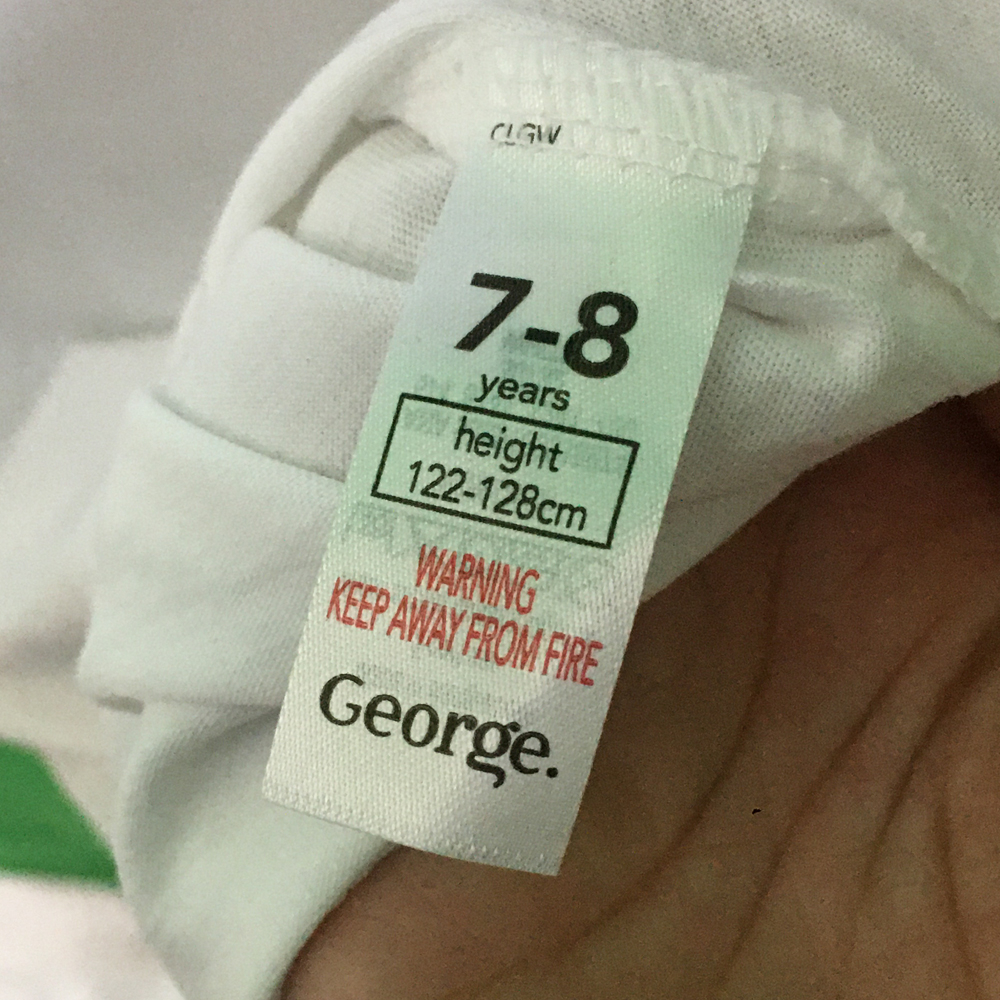 CLGW
7-8
years
height
122-128cm
WARNING
KEEP AWAY FROM FIRE
George.